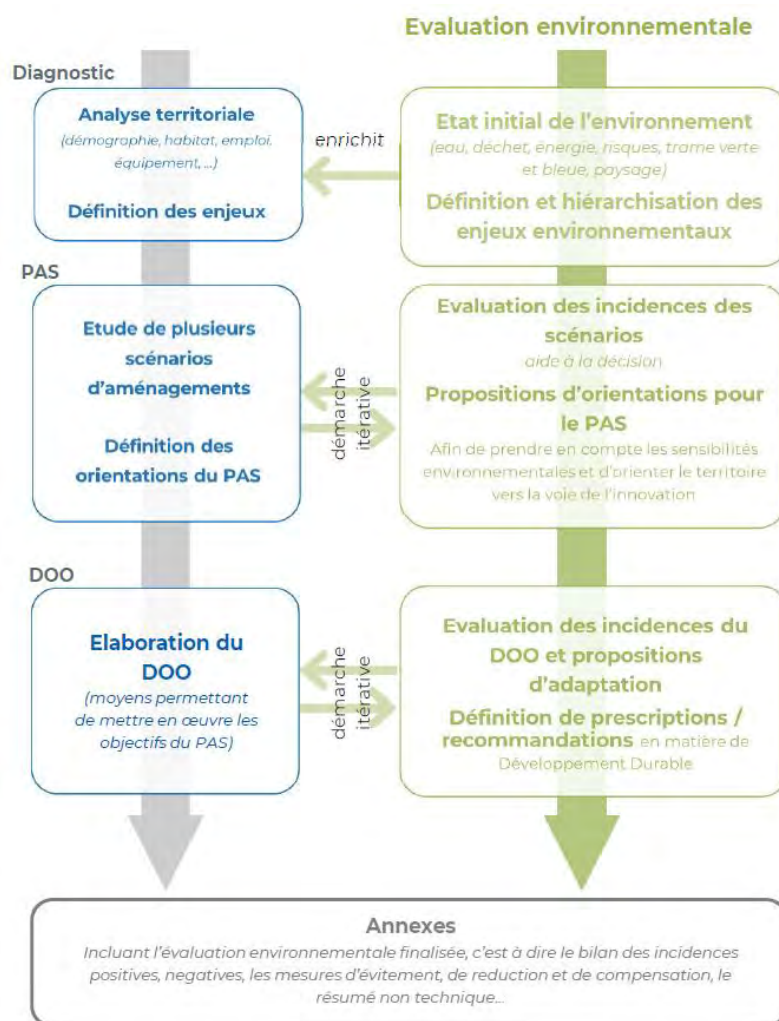 Evaluation environnementale
Diagnostic
Analyse territoriale
(démographie, habitat, emploi,
équipement, ...)
Définition des enjeux
enrichit
Etat initial de l'environnement
(eau, déchet, énergie, risques, trame verte
et bleue, paysage)
Définition et hiérarchisation des
enjeux environnementaux
PAS
Etude de plusieurs
scénarios
d'aménagements
Définition des
orientations du PAS
démarche
itérative
Evaluation des incidences des
scénarios
aide à la décision
Propositions d'orientations pour
le PAS
Afin de prendre en compte les sensibilités
environnementales et d'orienter le territoire
vers la voie de l'innovation
DOO
Elaboration du
DOO
(moyens permettant
de mettre en œuvre les
objectifs du PAS)
démarche
itérative
Evaluation des incidences du
DOO et propositions
d'adaptation
Définition de prescriptions /
recommandations en matière de
Développement Durable
Annexes
Incluant l'évaluation environnementale finalisée, c'est à dire le bilan des incidences
positives, negatives, les mesures d'évitement, de reduction et de compensation, le
résumé non technique...